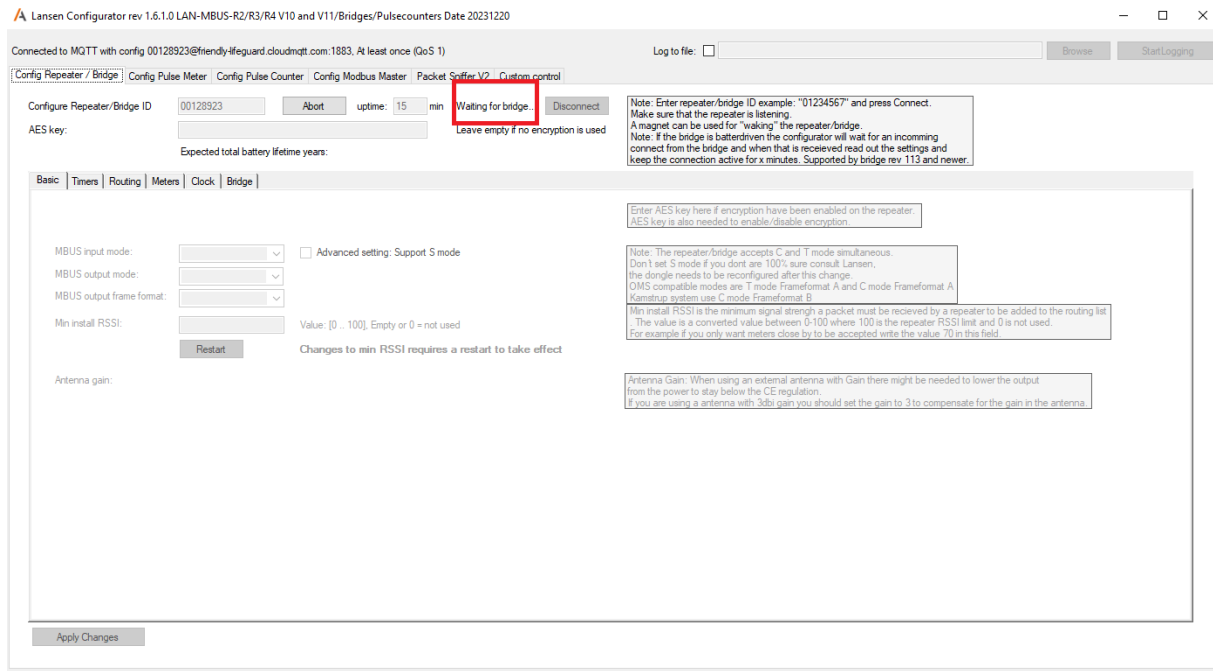 Lansen Configurator rev 1.6.1.0 LAN-MBUS-R2/R3/R4 V10 and V11/Bridges/Pulsecounters Date 20231220
Connected to MQTT with config 00128923@friendly-lifeguard.cloudmqtt.com:1883, At least once (QoS 1)
Log to file:
Browse
Start Logging
Config Repeater / Bridge
Config Pulse Meter
Config Pulse Counter
Config Modbus Master
Packet Sniffer V2
Custom control
Configure Repeater/Bridge ID
00128923
Abort
uptime:
15
min
Waiting for bridge..
Disconnect
AES key:
Leave empty if no encryption is used
Expected total battery lifetime years:
Note: Enter repeater/bridge ID example: "01234567" and press Connect.
Make sure that the repeater is listening.
A magnet can be used for "waking" the repeater/bridge.
Note: If the bridge is batterdriven the configurator will wait for an incomming
connect from the bridge and when that is receieved read out the settings and
keep the connection active for x minutes. Supported by bridge rev 113 and newer.
Basic
Timers
Routing
Meters
Clock
Bridge
Enter AES key here if encryption have been enabled on the repeater.
AES key is also needed to enable/disable encryption.
MBUS input mode:
Advanced setting: Support S mode
MBUS output mode:
MBUS output frame format:
Note: The repeater/bridge accepts C and T mode simultaneous.
Don't set S mode if you dont are 100% sure consult Lansen,
the dongle needs to be reconfigured after this change.
OMS compatible modes are T mode Frameformat A and C mode Frameformat A
Kamstrup system use C mode Frameformat B
Min install RSSI:
Value: [0 .. 100], Empty or 0 = not used
Min install RSSI is the minimum signal strengh a packet must be recieved by a repeater to be added to the routing list
. The value is a converted value between 0-100 where 100 is the repeater RSSI limit and 0 is not used.
For example if you only want meters close by to be accepted write the value 70 in this field.
Restart
Changes to min RSSI requires a restart to take effect
Antenna gain:
Antenna Gain: When using an external antenna with Gain there might be needed to lower the output
from the power to stay below the CE regulation.
If you are using a antenna with 3dbi gain you should set the gain to 3 to compensate for the gain in the antenna.
Apply Changes